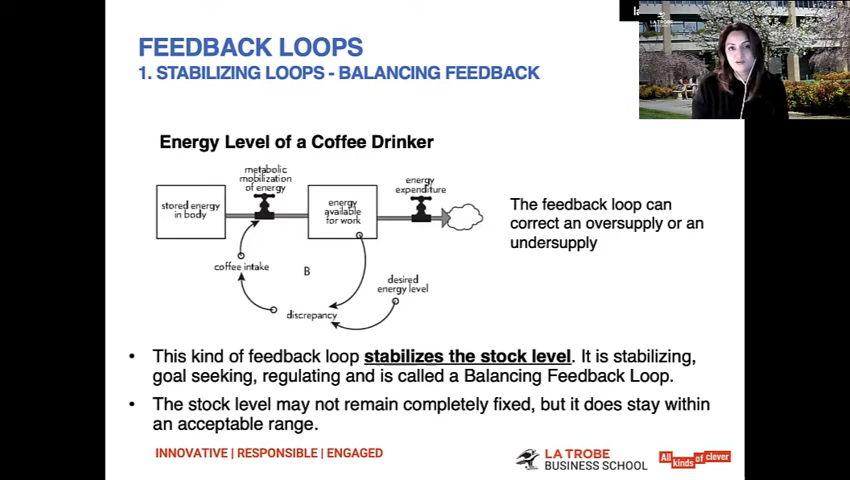 FEEDBACK LOOPS
1. STABILIZING LOOPS - BALANCING FEEDBACK
LA TROBE
Energy Level of a Coffee Drinker
metabolic
mobilization
of energy
energy
expenditure
stored energy
in body
energy
available
for work
The feedback loop can
correct an oversupply or an
undersupply
coffee intake
B
desired
energy level
discrepancy
• This kind of feedback loop stabilizes the stock level. It is stabilizing,
goal seeking, regulating and is called a Balancing Feedback Loop.
• The stock level may not remain completely fixed, but it does stay within
an acceptable range.
INNOVATIVE | RESPONSIBLE | ENGAGED
LA TROBE
BUSINESS SCHOOL
All
kinds of clever